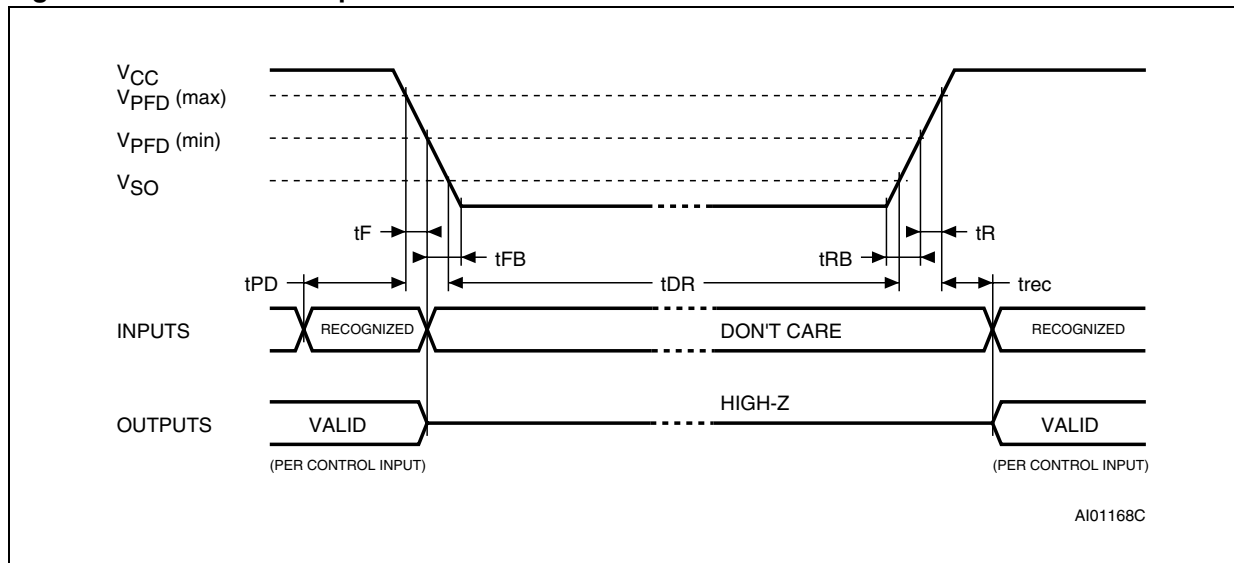 VCC
VPFD (max)
VPFD (min)
VSO
tF
tR
tFB
tRB
tPD
tDR
trec
INPUTS
RECOGNIZED
DON'T CARE
RECOGNIZED
HIGH-Z
OUTPUTS
VALID
VALID
(PER CONTROL INPUT)
(PER CONTROL INPUT)
AI01168C